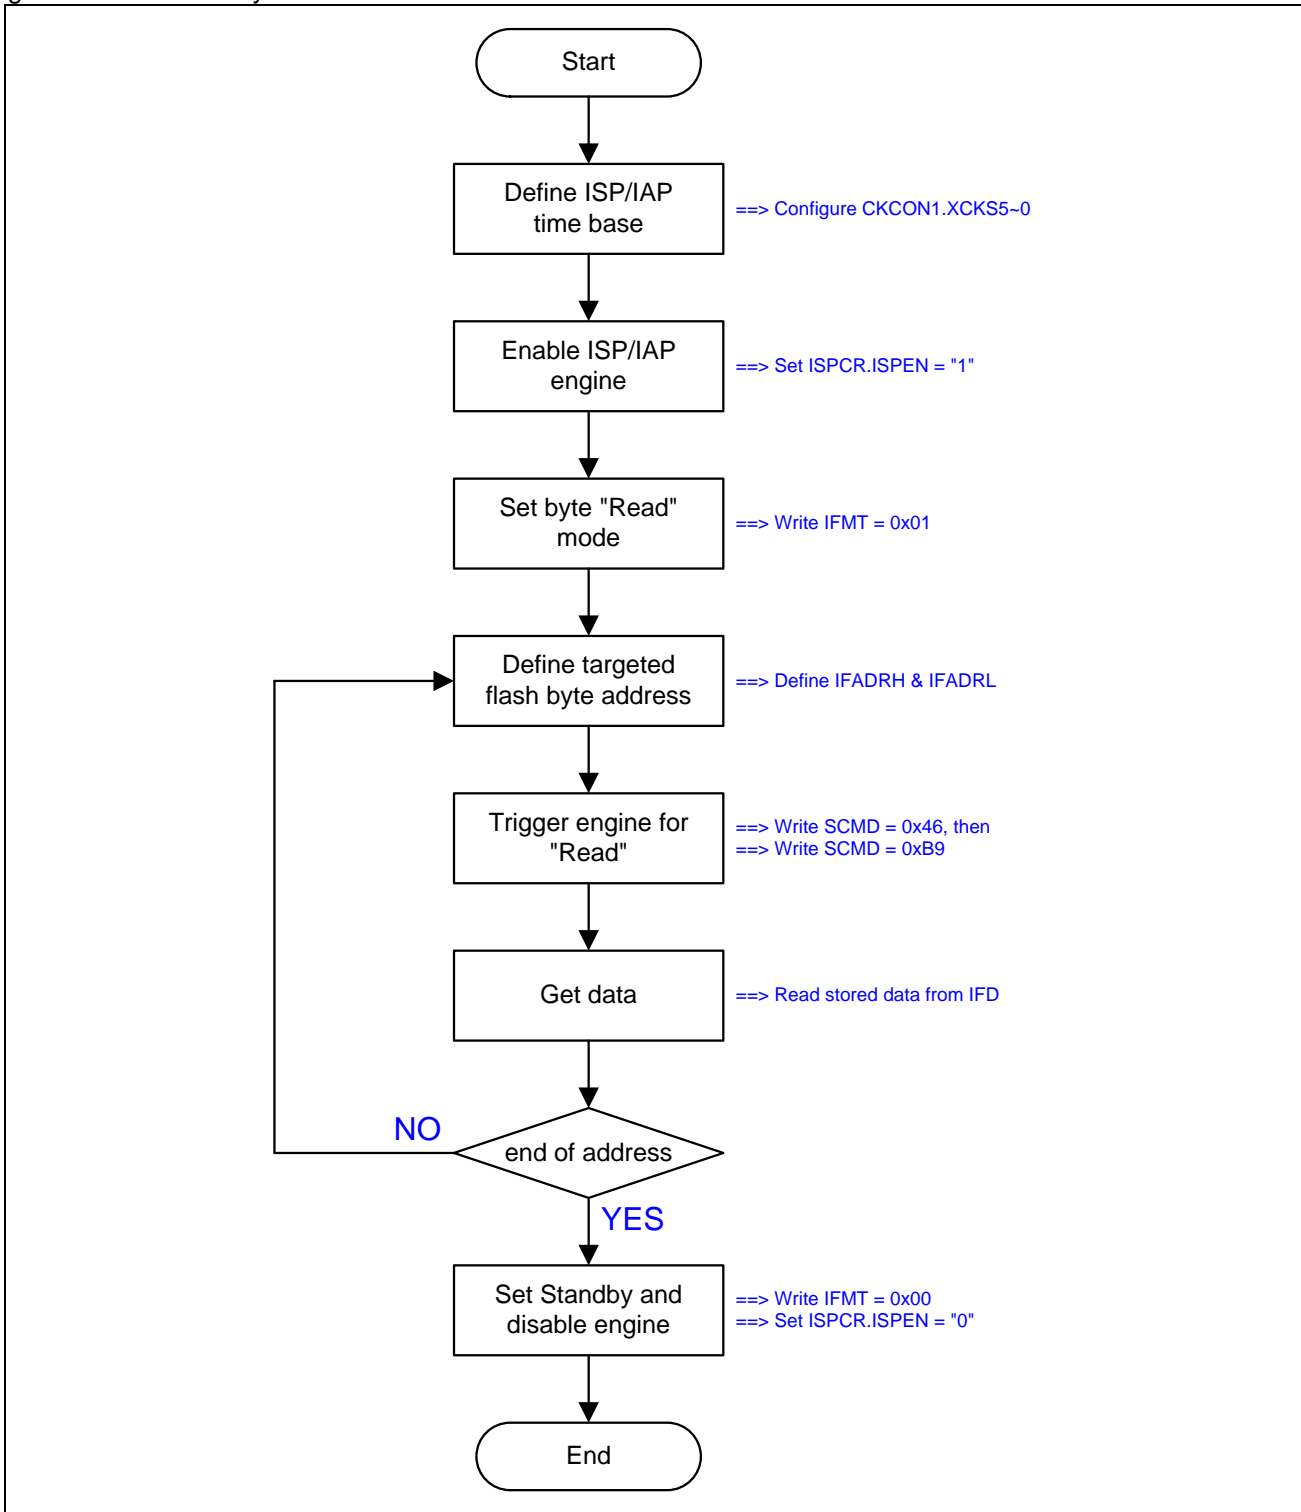 Start
Define ISP/IAP
time base
==> Configure CKCON1.XCKS5~0
Enable ISP/IAP
engine
==> Set ISPCR.ISPEN = "1"
Set byte "Read"
mode
==> Write IFMT = 0x01
Define targeted
flash byte address
==> Define IFADRH & IFADRL
Trigger engine for
"Read"
==> Write SCMD = 0x46, then
==> Write SCMD = 0xB9
Get data
==> Read stored data from IFD
NO
end of address
YES
Set Standby and
disable engine
==> Write IFMT = 0x00
==> Set ISPCR.ISPEN = "0"
End